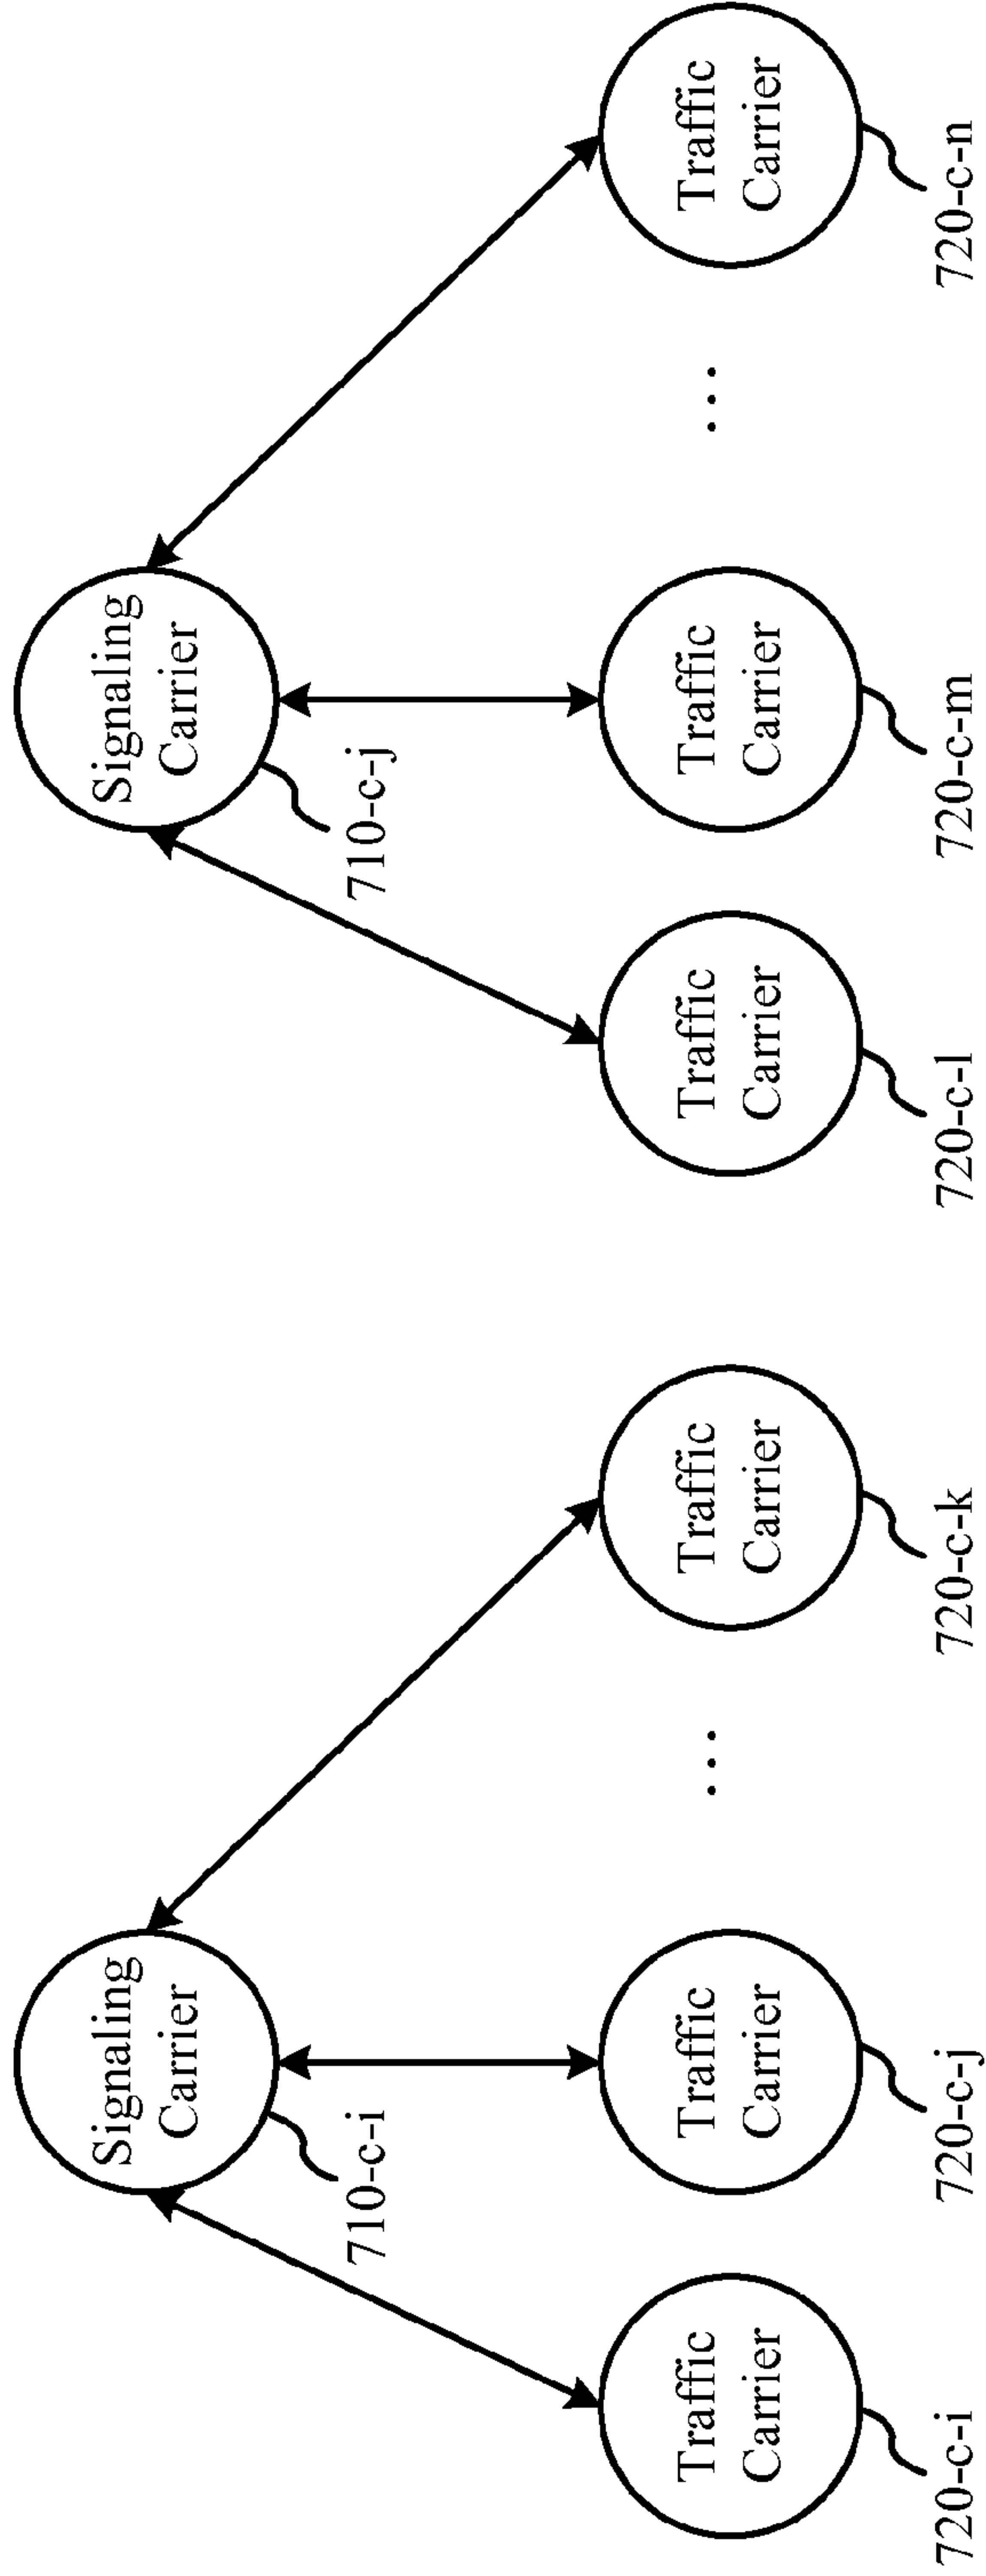 Signaling
Carrier
710-c-i
Signaling
Carrier
710-c-j
Traffic
Carrier
720-c-i
Traffic
Carrier
720-c-j
...
Traffic
Carrier
720-c-k
Traffic
Carrier
720-c-l
Traffic
Carrier
720-c-m
...
Traffic
Carrier
720-c-n